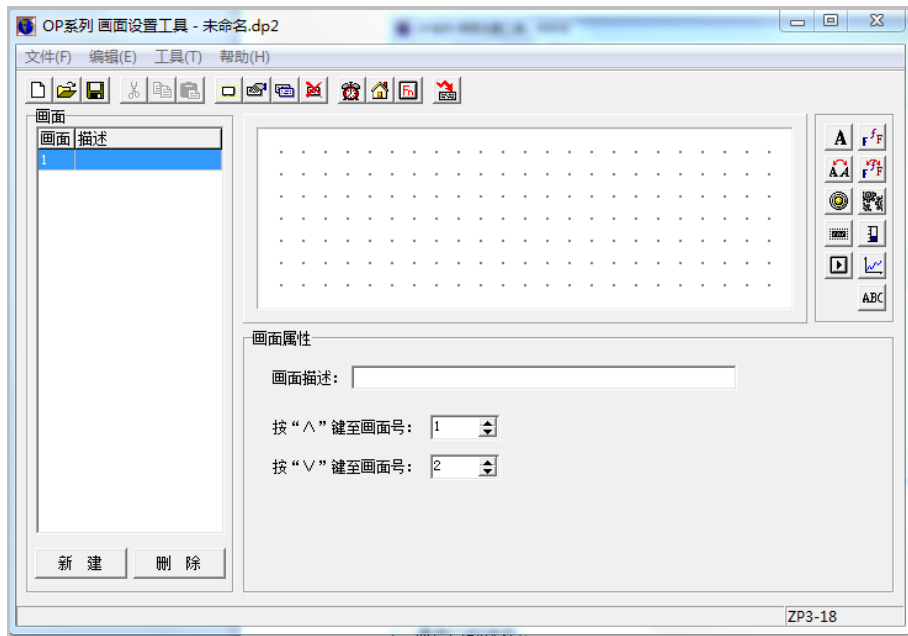 OP系列 画面设置工具 - 未命名.dp2
文件(F) 编辑(E) 工具(T) 帮助(H)
Fn
画面
画面 描述
1
A F f F
A A F F
ABC
画面属性
画面描述:
按“∧”键至画面号: 1
按“∨”键至画面号: 2
新 建 删 除
ZP3-18